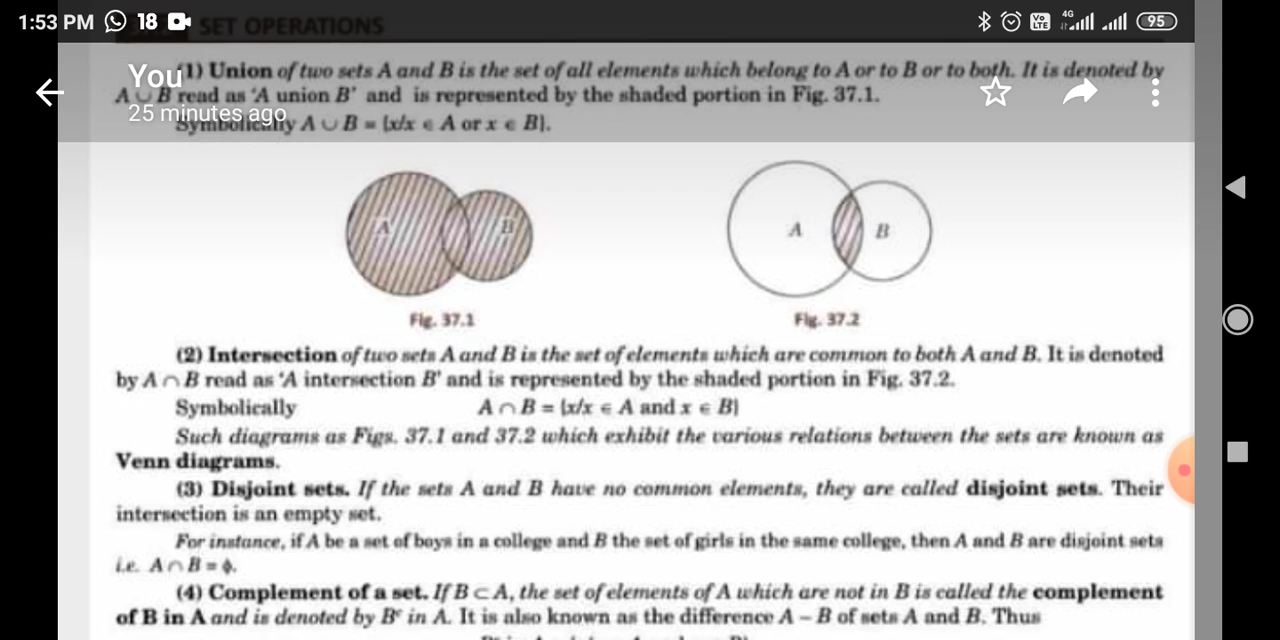 1:53 PM 18 VoLTE 4G 95
SET OPERATIONS
You
25 minutes ago
(1) Union of two sets A and B is the set of all elements which belong to A or to B or to both. It is denoted by
A ∪ B read as 'A union B' and is represented by the shaded portion in Fig. 37.1.
Symbolically A ∪ B = {x/x ∈ A or x ∈ B}.
A B
A B
Fig. 37.1
Fig. 37.2
(2) Intersection of two sets A and B is the set of elements which are common to both A and B. It is denoted
by A ∩ B read as 'A intersection B' and is represented by the shaded portion in Fig. 37.2.
Symbolically A ∩ B = {x/x ∈ A and x ∈ B}
Such diagrams as Figs. 37.1 and 37.2 which exhibit the various relations between the sets are known as
Venn diagrams.
(3) Disjoint sets. If the sets A and B have no common elements, they are called disjoint sets. Their
intersection is an empty set.
For instance, if A be a set of boys in a college and B the set of girls in the same college, then A and B are disjoint sets
i.e. A ∩ B = ϕ.
(4) Complement of a set. If B ⊂ A, the set of elements of A which are not in B is called the complement
of B in A and is denoted by Bᶜ in A. It is also known as the difference A – B of sets A and B. Thus